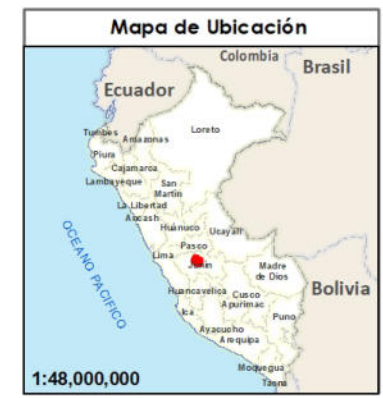 Mapa de Ubicación
Colombia
Brasil
Ecuador
Tumbes
Amazonas
Loreto
Piura
Cajamarca
Lambayeque
San
Martin
La Libertad
Ancash
Huánuco
Ucayali
OCEANO PACIFICO
Pasco
Lima
Junin
Madre
de Dios
Huancavelica
Cusco
Bolivia
Apurimac
Ica
Puno
Ayacucho
Arequipa
Moquegua
Tacna
1:48,000,000